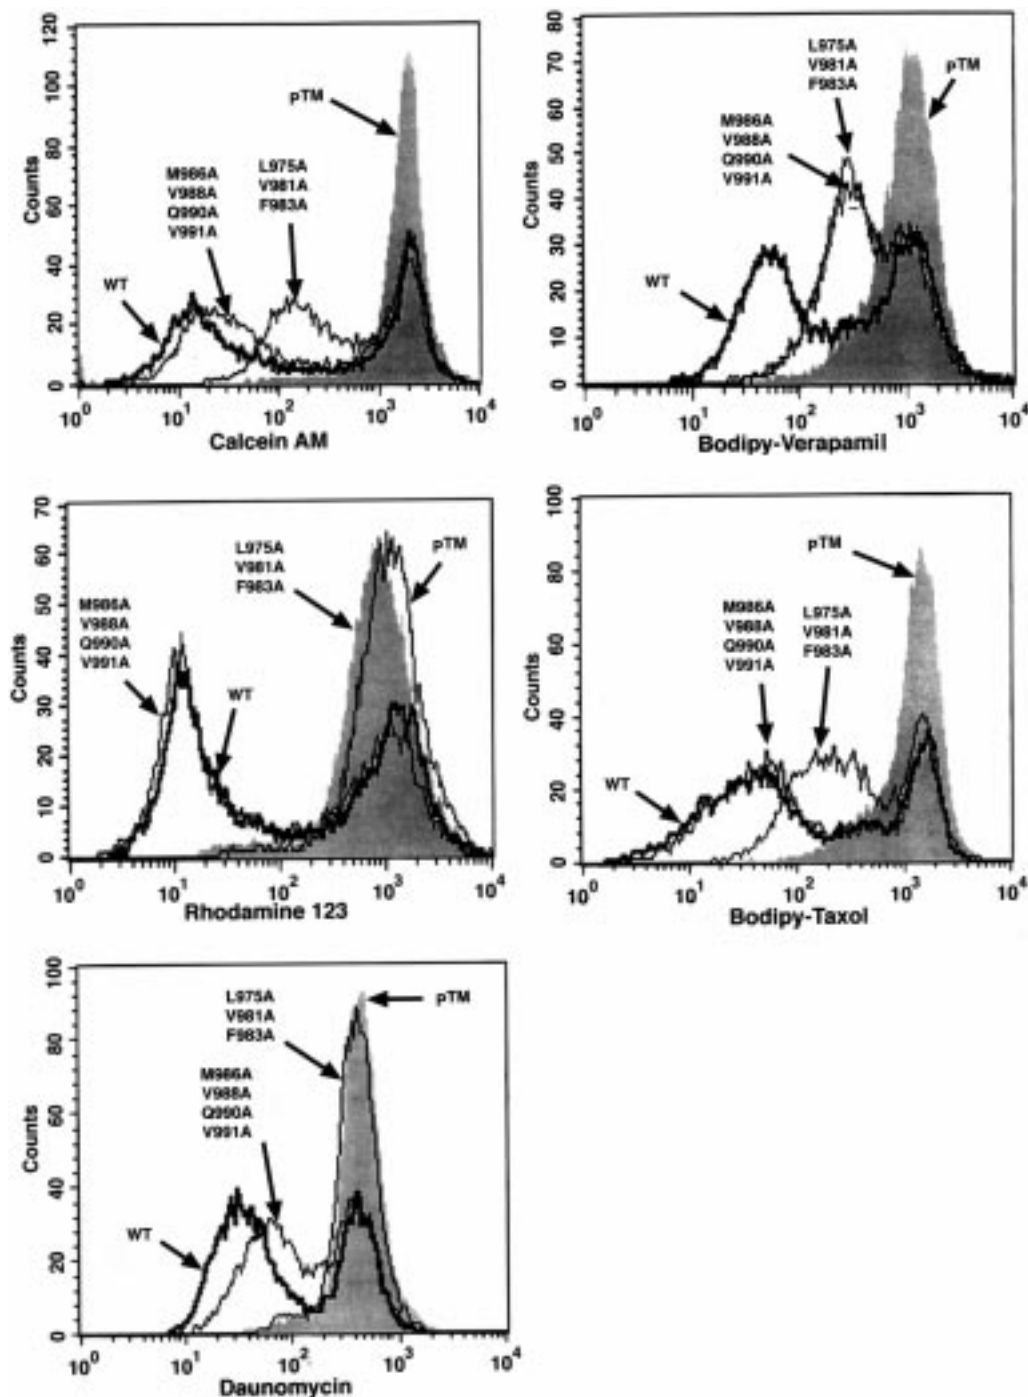 120
100
80
60
40
20
0
Counts
pTM
M986A
V988A
Q990A
V991A
L975A
V981A
F983A
WT
10^0 10^1 10^2 10^3 10^4
Calcein AM
80
70
60
50
40
30
20
10
0
Counts
L975A
V981A
F983A
pTM
M986A
V988A
Q990A
V991A
WT
10^0 10^1 10^2 10^3 10^4
Bodipy-Verapamil
70
60
50
40
30
20
10
0
Counts
L975A
V981A
F983A
pTM
M986A
V988A
Q990A
V991A
WT
10^0 10^1 10^2 10^3 10^4
Rhodamine 123
100
80
60
40
20
0
Counts
pTM
M986A
V988A
Q990A
V991A
L975A
V981A
F983A
WT
10^0 10^1 10^2 10^3 10^4
Bodipy-Taxol
100
80
60
40
20
0
Counts
L975A
V981A
F983A
pTM
M986A
V988A
Q990A
V991A
WT
10^0 10^1 10^2 10^3 10^4
Daunomycin